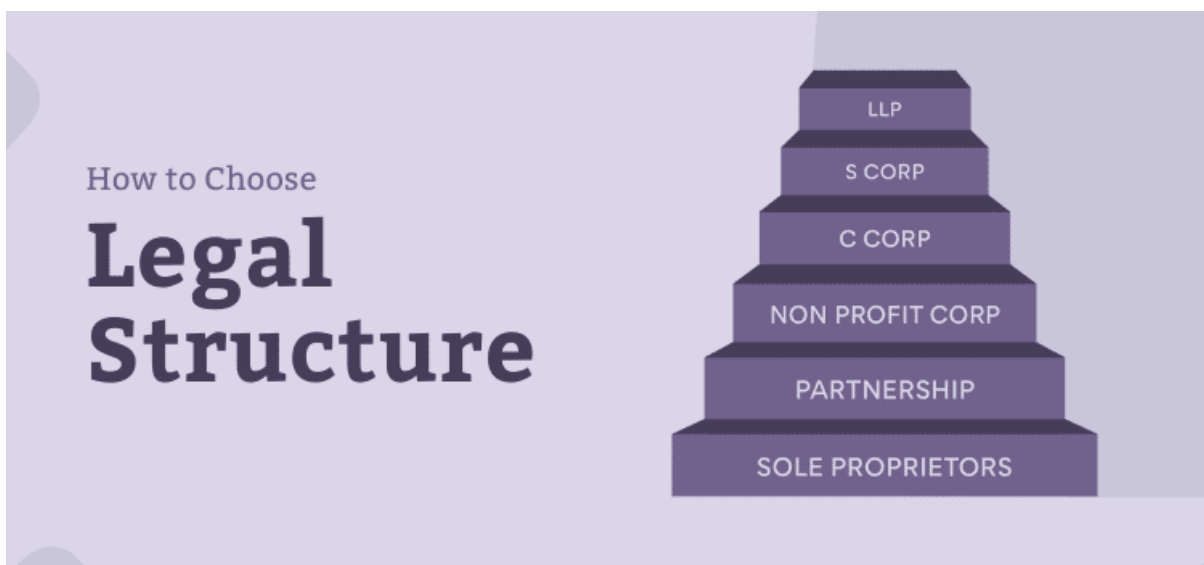 How to Choose
Legal
Structure
LLP
S CORP
C CORP
NON PROFIT CORP
PARTNERSHIP
SOLE PROPRIETORS